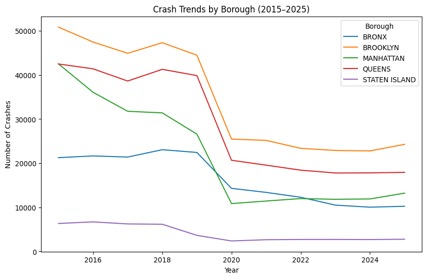 Crash Trends by Borough (2015–2025)
Borough
BRONX
BROOKLYN
MANHATTAN
QUEENS
STATEN ISLAND
Number of Crashes
50000
40000
30000
20000
10000
0
2016
2018
2020
2022
2024
Year